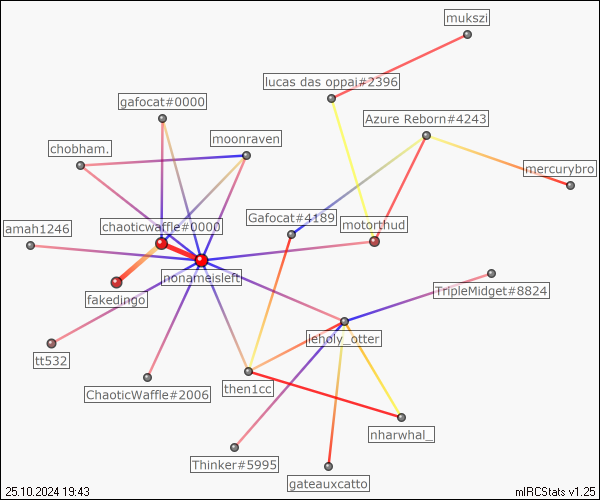 mukszi
lucas das oppai#2396
gafocat#0000
Azure Reborn#4243
moonraven
chobham.
mercurybro
Gafocat#4189
motorthud
chaoticwaffle#0000
amah1246
nonameisleft
TripleMidget#8824
fakedingo
leholy_otter
tt532
then1cc
ChaoticWaffle#2006
nharwhal_
Thinker#5995
gateauxcatto
25.10.2024 19:43
mIRCStats v1.25